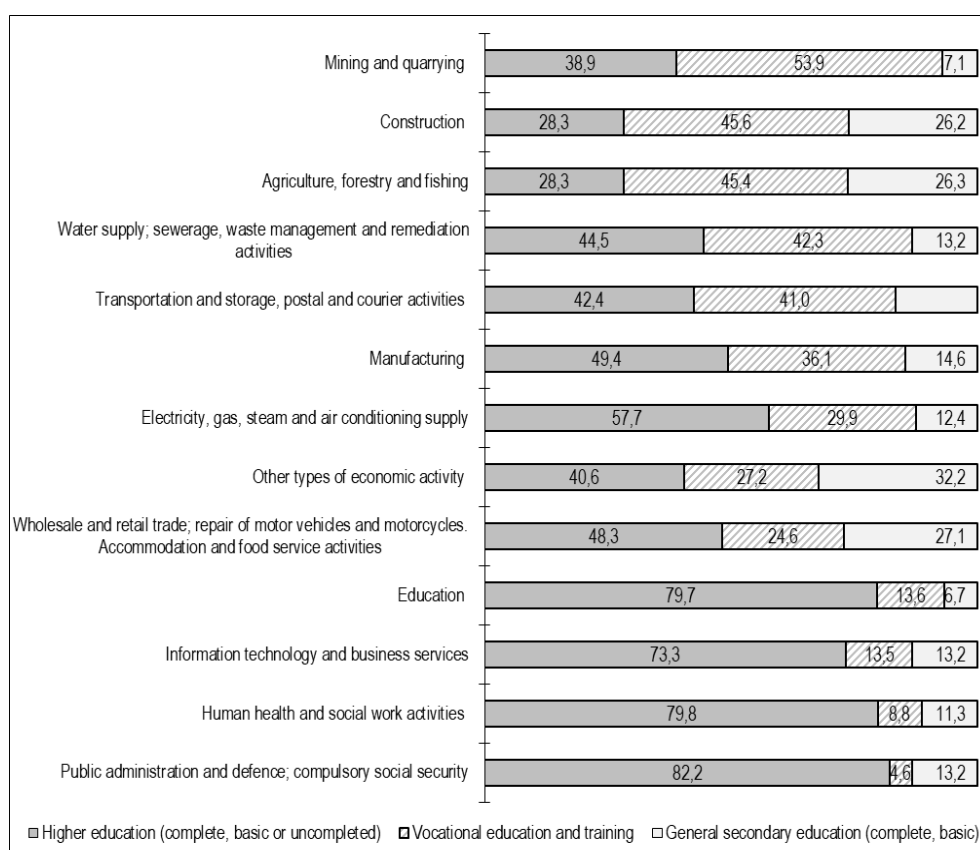 Mining and quarrying 38,9 53,9 7,1
Construction 28,3 45,6 26,2
Agriculture, forestry and fishing 28,3 45,4 26,3
Water supply; sewerage, waste management and remediation
activities 44,5 42,3 13,2
Transportation and storage, postal and courier activities 42,4 41,0
Manufacturing 49,4 36,1 14,6
Electricity, gas, steam and air conditioning supply 57,7 29,9 12,4
Other types of economic activity 40,6 27,2 32,2
Wholesale and retail trade; repair of motor vehicles and motorcycles.
Accommodation and food service activities 48,3 24,6 27,1
Education 79,7 13,6 6,7
Information technology and business services 73,3 13,5 13,2
Human health and social work activities 79,8 8,8 11,3
Public administration and defence; compulsory social security 82,2 4,6 13,2
Higher education (complete, basic or uncompleted) Vocational education and training General secondary education (complete, basic)